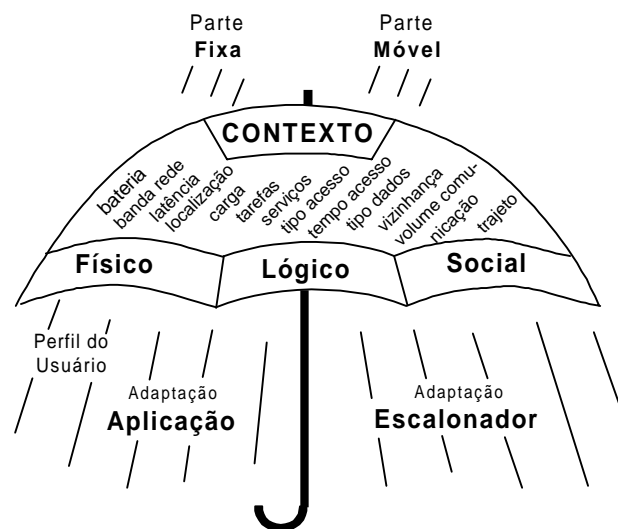 Parte
Fixa
Parte
Móvel
CONTEXTO
bateria
banda rede
latência
localização
carga
tarefas
serviços
tipo acesso
tempo acesso
tipo dados
vizinhança
volume comu-
nicação
trajeto
Físico
Lógico
Social
Perfil do
Usuário
Adaptação
Aplicação
Adaptação
Escalonador